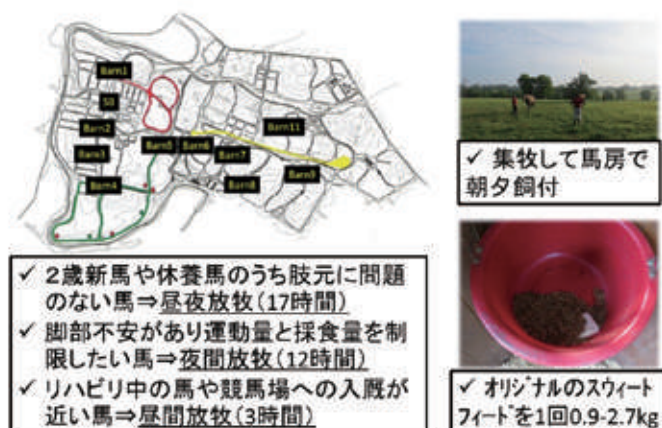 Barn1
SB
Barn2
Barn3
Barn4
Barn5
Barn6
Barn7
Barn8
Barn11
Barn9
✓ 集牧して馬房で
朝夕飼付
✓ 2歳新馬や休養馬のうち肢元に問題
のない馬⇒昼夜放牧(17時間)
✓ 脚部不安があり運動量と採食量を制
限したい馬⇒夜間放牧(12時間)
✓ リハビリ中の馬や競馬場への入厩が
近い馬⇒昼間放牧(3時間)
✓ オリジナルのスウィート
フィードを1回0.9-2.7kg